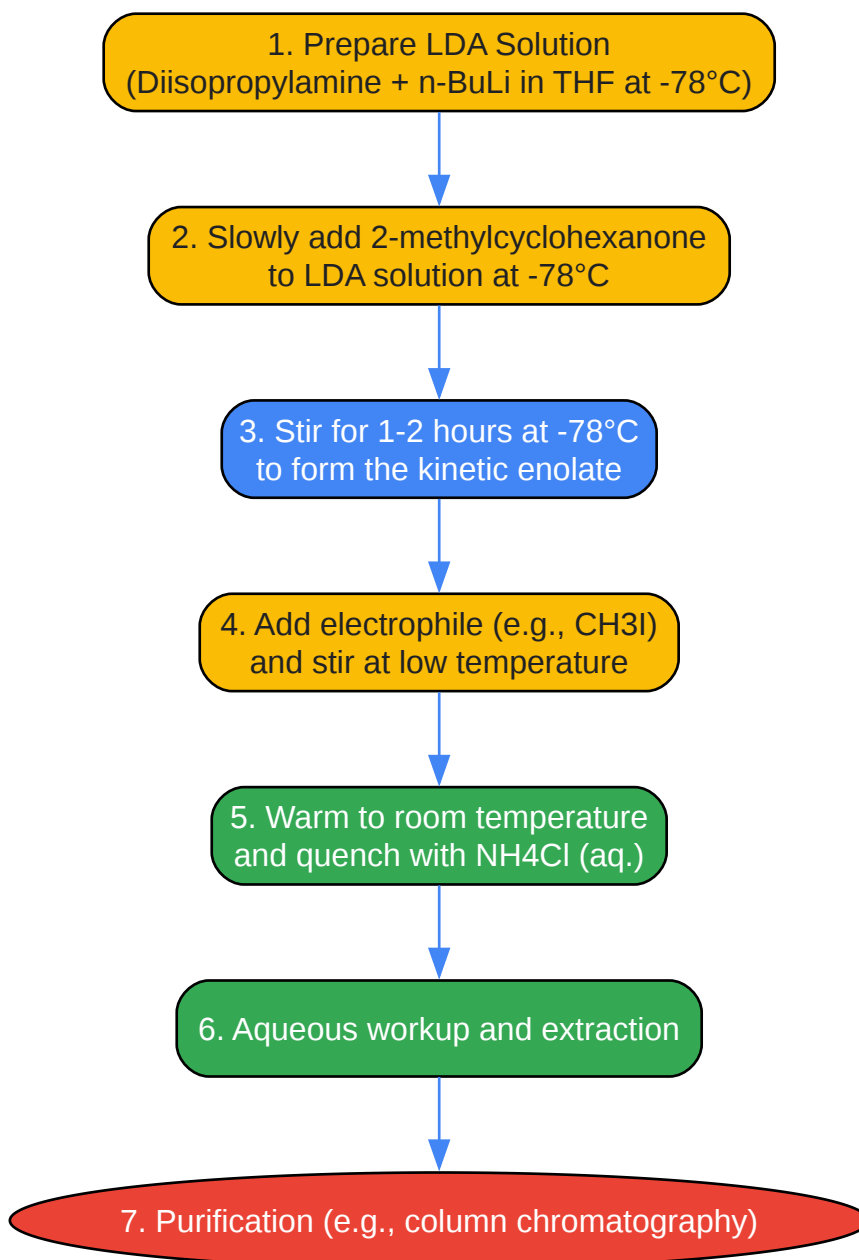 1. Prepare LDA Solution
(Diisopropylamine + n-BuLi in THF at -78°C)
2. Slowly add 2-methylcyclohexanone
to LDA solution at -78°C
3. Stir for 1-2 hours at -78°C
to form the kinetic enolate
4. Add electrophile (e.g., CH3I)
and stir at low temperature
5. Warm to room temperature
and quench with NH4Cl (aq.)
6. Aqueous workup and extraction
7. Purification (e.g., column chromatography)